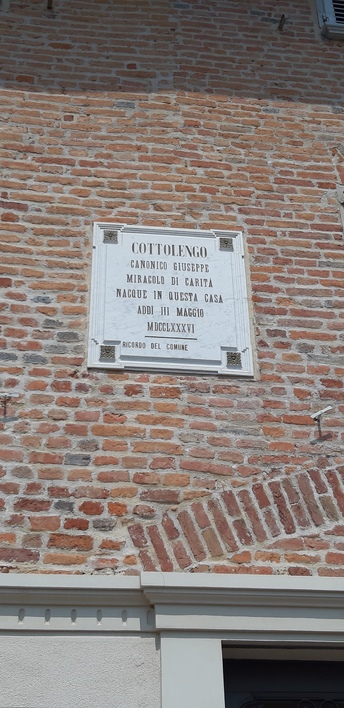 COTTOLENGO
CANONICO GIUSEPPE
MIRACOLO DI CARITÀ
NACQUE IN QUESTA CASA
ADDI III MAGGIO
MDCCLXXXVI
RICORDO DEL COMUNE